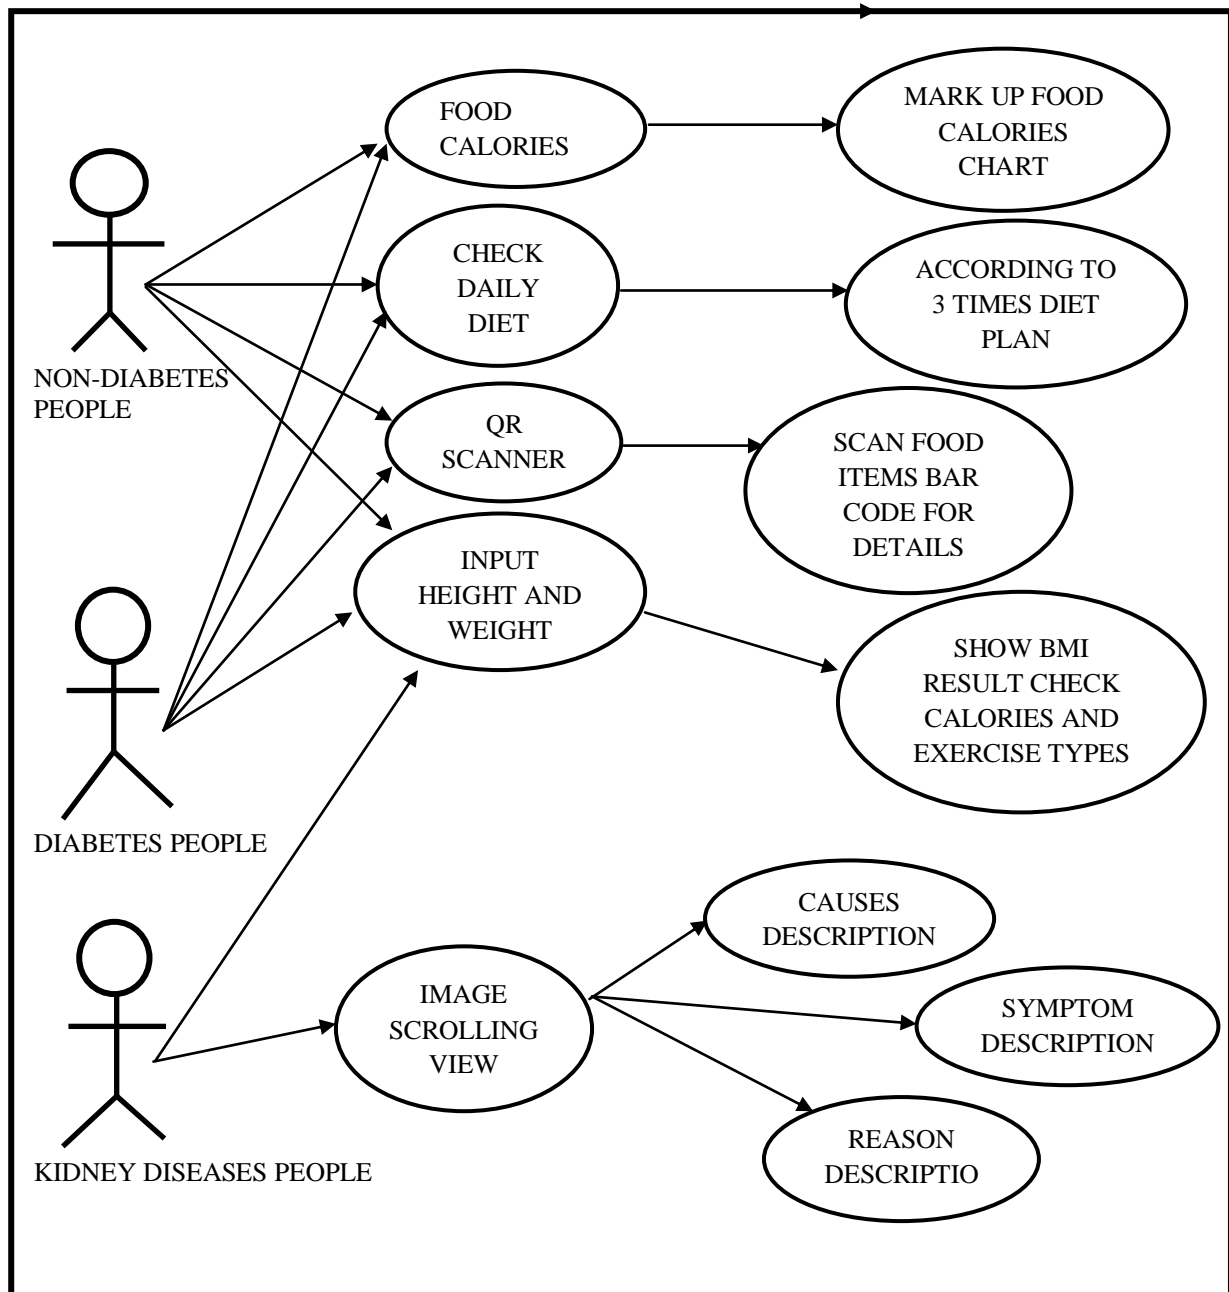 FOOD
CALORIES
MARK UP FOOD
CALORIES
CHART
CHECK
DAILY
DIET
ACCORDING TO
3 TIMES DIET
PLAN
NON-DIABETES
PEOPLE
QR
SCANNER
SCAN FOOD
ITEMS BAR
CODE FOR
DETAILS
INPUT
HEIGHT AND
WEIGHT
SHOW BMI
RESULT CHECK
CALORIES AND
EXERCISE TYPES
DIABETES PEOPLE
CAUSES
DESCRIPTION
IMAGE
SCROLLING
VIEW
SYMPTOM
DESCRIPTION
REASON
DESCRIPTIO
KIDNEY DISEASES PEOPLE